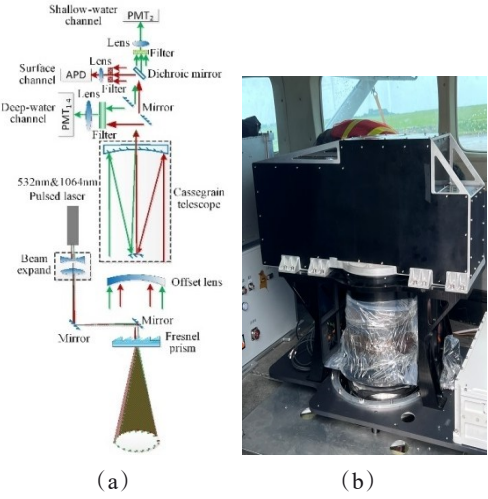 Shallow-water
channel
PMT2
Lens
Filter
Surface
channel
APD
Lens
Filter
Dichroic mirror
Deep-water
channel
PMT1,4
Lens
Filter
Mirror
Cassegrain
telescope
532nm&1064nm
Pulsed laser
Beam
expand
Offset lens
Mirror
Mirror
Fresnel
prism
(a)
(b)